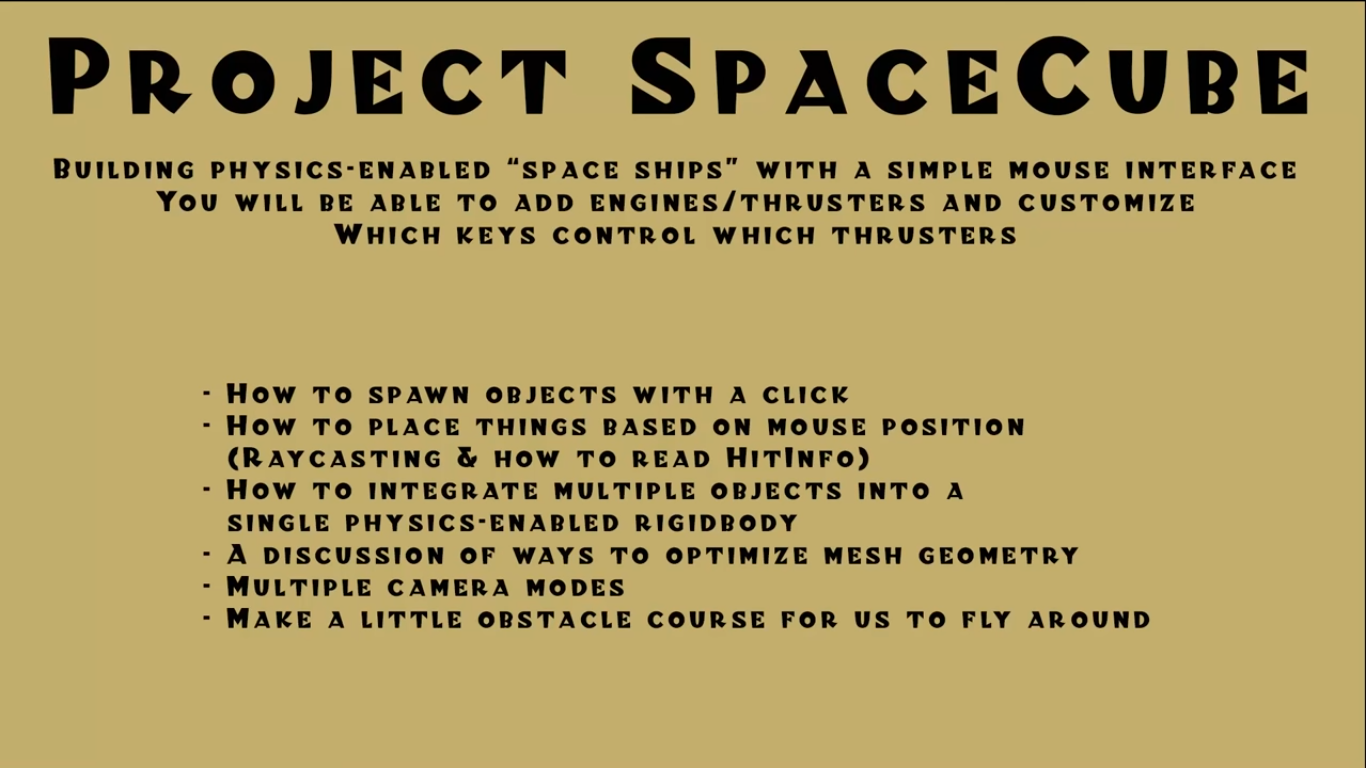 Project SpaceCube
Building physics-enabled “space ships” with a simple mouse interface
You will be able to add engines/thrusters and customize
Which keys control which thrusters
- How to spawn objects with a click
- How to place things based on mouse position
(Raycasting & how to read HitInfo)
- How to integrate multiple objects into a
single physics-enabled rigidbody
- A discussion of ways to optimize mesh geometry
- Multiple camera modes
- Make a little obstacle course for us to fly around